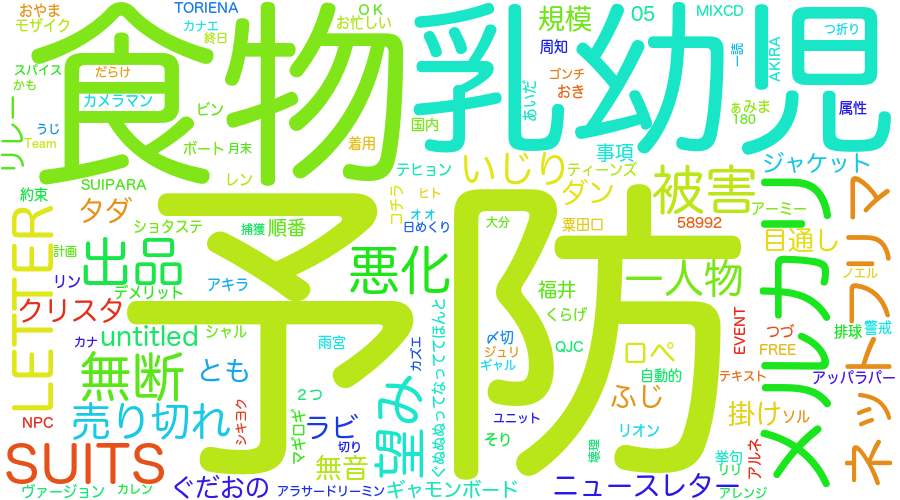 おやま
TORIENA
OK
規模
05
MIXCD
つ折り
モザイク
カナエ
お忙しい
終日
周知
一読
AKIRA
食物
乳幼児
スパイス
だらけ
ゴンチ
かも
カメラマン
ビン
おき
あいだ
ぁみま
属性
180
リレー
うじ
Team
国内
ボート
月末
着用
事項
ジャケット
SUIPARA
レン
テヒョン
いじり
ティーンズ
約束
ヒト
コチラ
ダン
被害
アーミー
タダ
ショタステ
捕獲
順番
オオ
日めくり
大分
粟田口
58992
目通し
LETTER
計画
出品
リン
デメリット
アキラ
悪化
予防
一人物
福井
メルカリ
ネットフリマ
ノエル
クリスタ
untitled
シャル
カナ
雨宮
カズエ
くらげ
〆切
ジュリ
ギャル
QJC
口ペ
EVENT
つづ
FREE
排球
警戒
無断
とも
自動的
テキスト
アッパラパー
2つ
ふじ
NPC
売り切れ
シキヨク
マギロギ
ラビ
切り
望み
ぐぬぬぬってなっててほんと
ユニット
そり
リオン
掛け
ソル
SUITS
無音
壊理
挙句
リリ
アルネ
ヴァージョン
カレン
ぐだおの
アラサードリーミン
ギャモンボード
ニュースレター
アレンジ